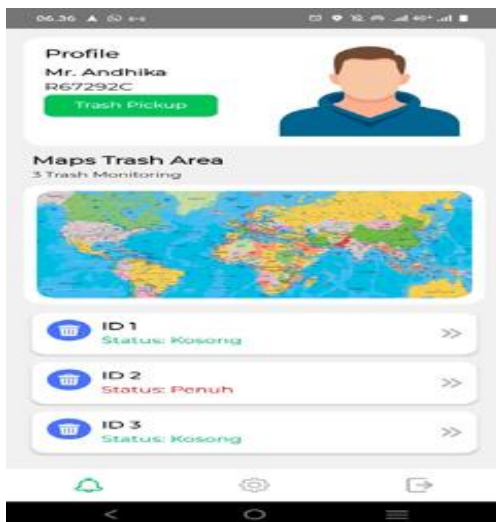 06.36
Profile
Mr. Andhika
R67292C
Trash Pickup
Maps Trash Area
3 Trash Monitoring
ID 1
Status: Kosong
ID 2
Status: Penuh
ID 3
Status: Kosong